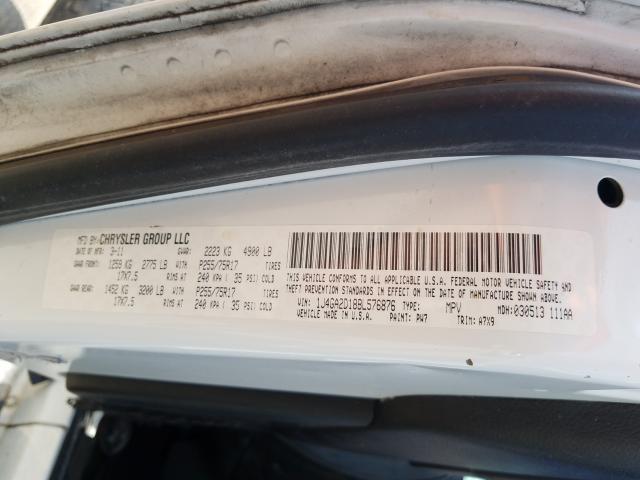 MFD BY CHRYSLER GROUP LLC
DATE OF MFR: 3-11 GVWR: 2223 KG 4900 LB
GAWR FRONT: 1259 KG 2775 LB WITH P255/75R17 TIRES
17X7.5 RIMS AT 240 KPA ( 35 PSI) COLD
GAWR REAR: 1452 KG 3200 LB WITH P255/75R17 TIRES
17X7.5 RIMS AT 240 KPA ( 35 PSI) COLD
THIS VEHICLE CONFORMS TO ALL APPLICABLE U.S.A. FEDERAL MOTOR VEHICLE SAFETY AND
THEFT PREVENTION STANDARDS IN EFFECT ON THE DATE OF MANUFACTURE SHOWN ABOVE.
VIN: 1J4GA2D18BL576876 TYPE: MPV MDH: 030513 111AA
VEHICLE MADE IN U.S.A. PAINT: PW7 TRIM: A7X9